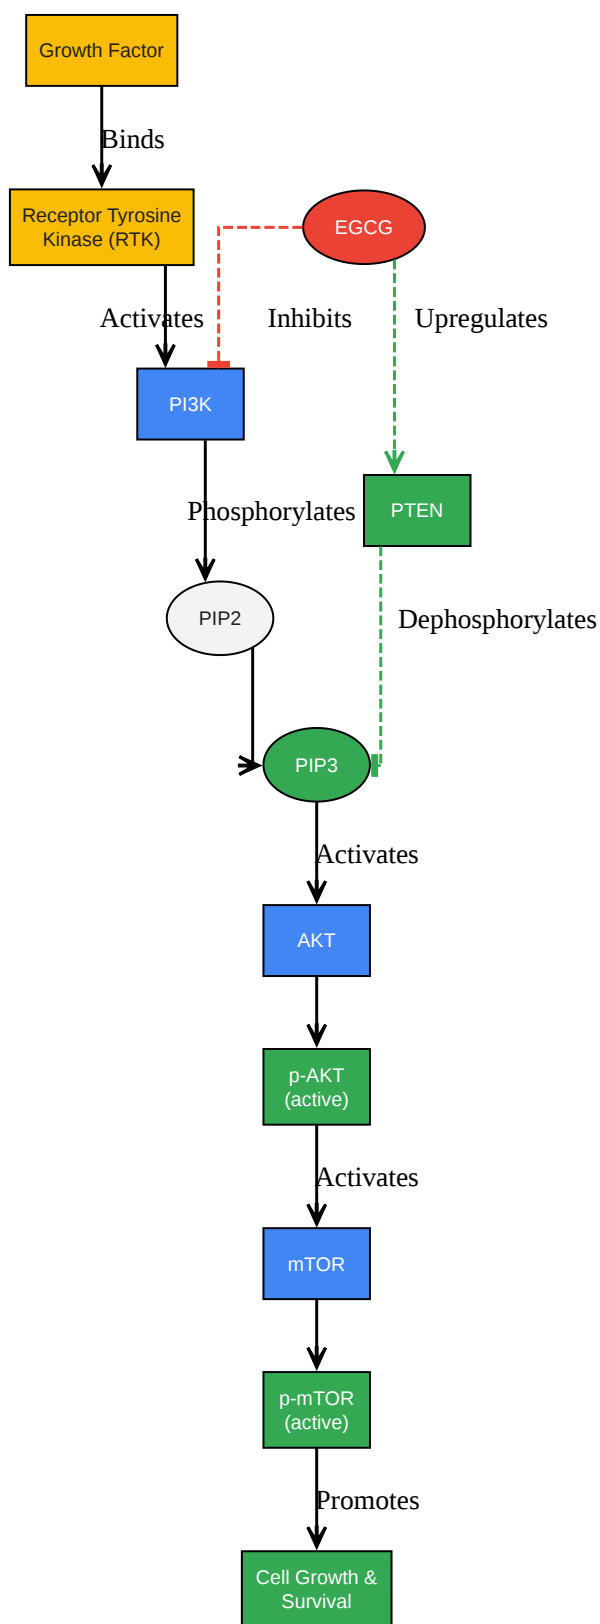 Growth Factor
Binds
Receptor Tyrosine
Kinase (RTK)
EGCG
Activates
Inhibits
Upregulates
PI3K
PTEN
Phosphorylates
PIP2
Dephosphorylates
PIP3
Activates
AKT
p-AKT
(active)
Activates
mTOR
p-mTOR
(active)
Promotes
Cell Growth &
Survival